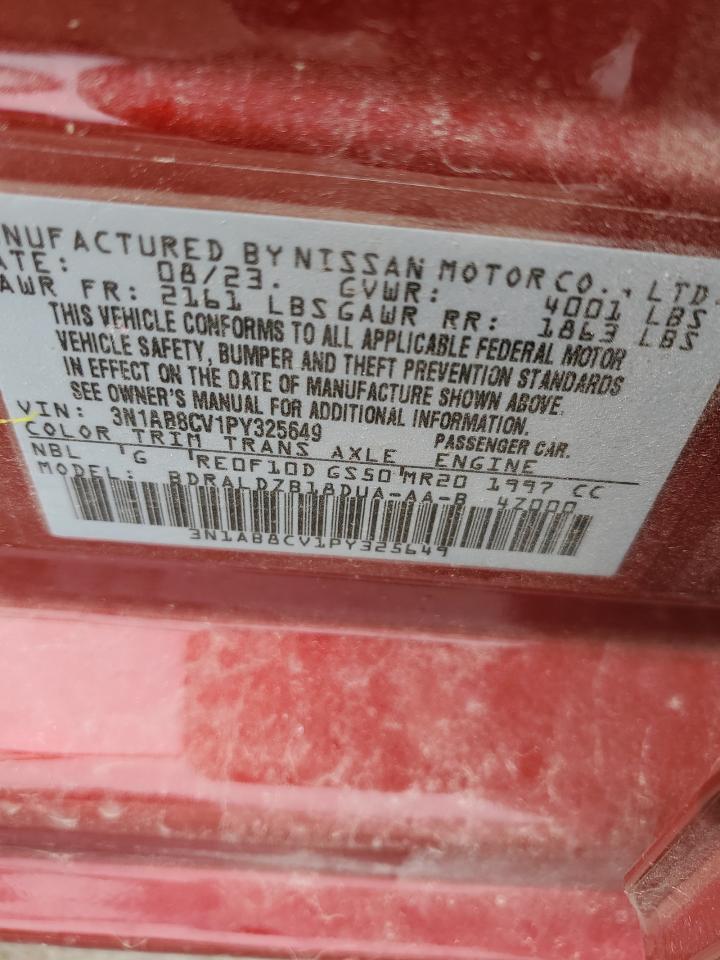 NUFACTURED BY NISSAN MOTOR CO., LTD
ATE: 08/23. GVWR: 4001 LBS
AWR FR: 2161 LBS GAWR RR: 1863 LBS
THIS VEHICLE CONFORMS TO ALL APPLICABLE FEDERAL MOTOR
VEHICLE SAFETY, BUMPER AND THEFT PREVENTION STANDARDS
IN EFFECT ON THE DATE OF MANUFACTURE SHOWN ABOVE.
SEE OWNER'S MANUAL FOR ADDITIONAL INFORMATION.
VIN: 3N1AB8CV1PY325649 PASSENGER CAR.
COLOR TRIM TRANS AXLE ENGINE
NBL 'G 'RE0F10D GS50'MR20 1997 CC
MODEL: BDRALDZB18DUA-AA-B 4Z000
3N1AB8CV1PY325649